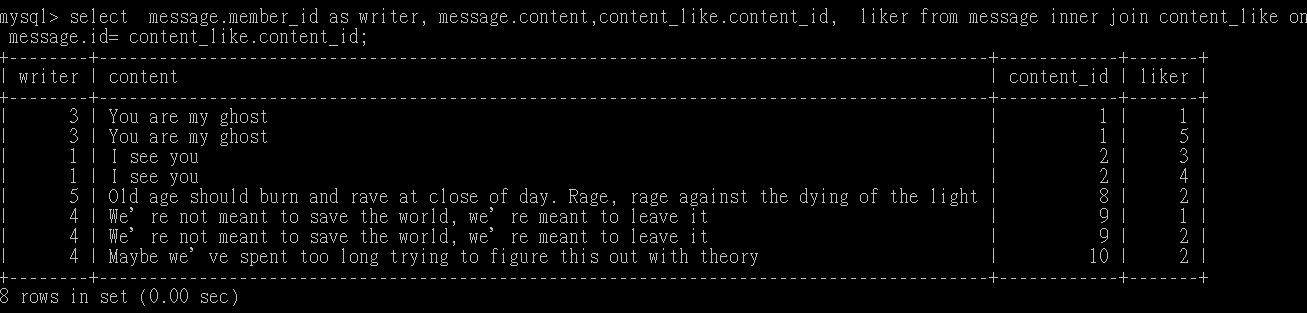 mysql> select  message.member_id as writer, message.content,content_like.content_id,  liker from message inner join content_like on
 message.id= content_like.content_id;
+--------+-----------------------------------------------------------------------------------+------------+-------+
| writer | content                                                                           | content_id | liker |
+--------+-----------------------------------------------------------------------------------+------------+-------+
|      3 | You are my ghost                                                                  |          1 |     1 |
|      3 | You are my ghost                                                                  |          1 |     5 |
|      1 | I see you                                                                         |          2 |     3 |
|      1 | I see you                                                                         |          2 |     4 |
|      5 | Old age should burn and rave at close of day. Rage, rage against the dying of the light |          8 |     2 |
|      4 | We’re not meant to save the world, we’re meant to leave it                        |          9 |     1 |
|      4 | We’re not meant to save the world, we’re meant to leave it                        |          9 |     2 |
|      4 | Maybe we’ve spent too long trying to figure this out with theory                  |         10 |     2 |
+--------+-----------------------------------------------------------------------------------+------------+-------+
8 rows in set (0.00 sec)